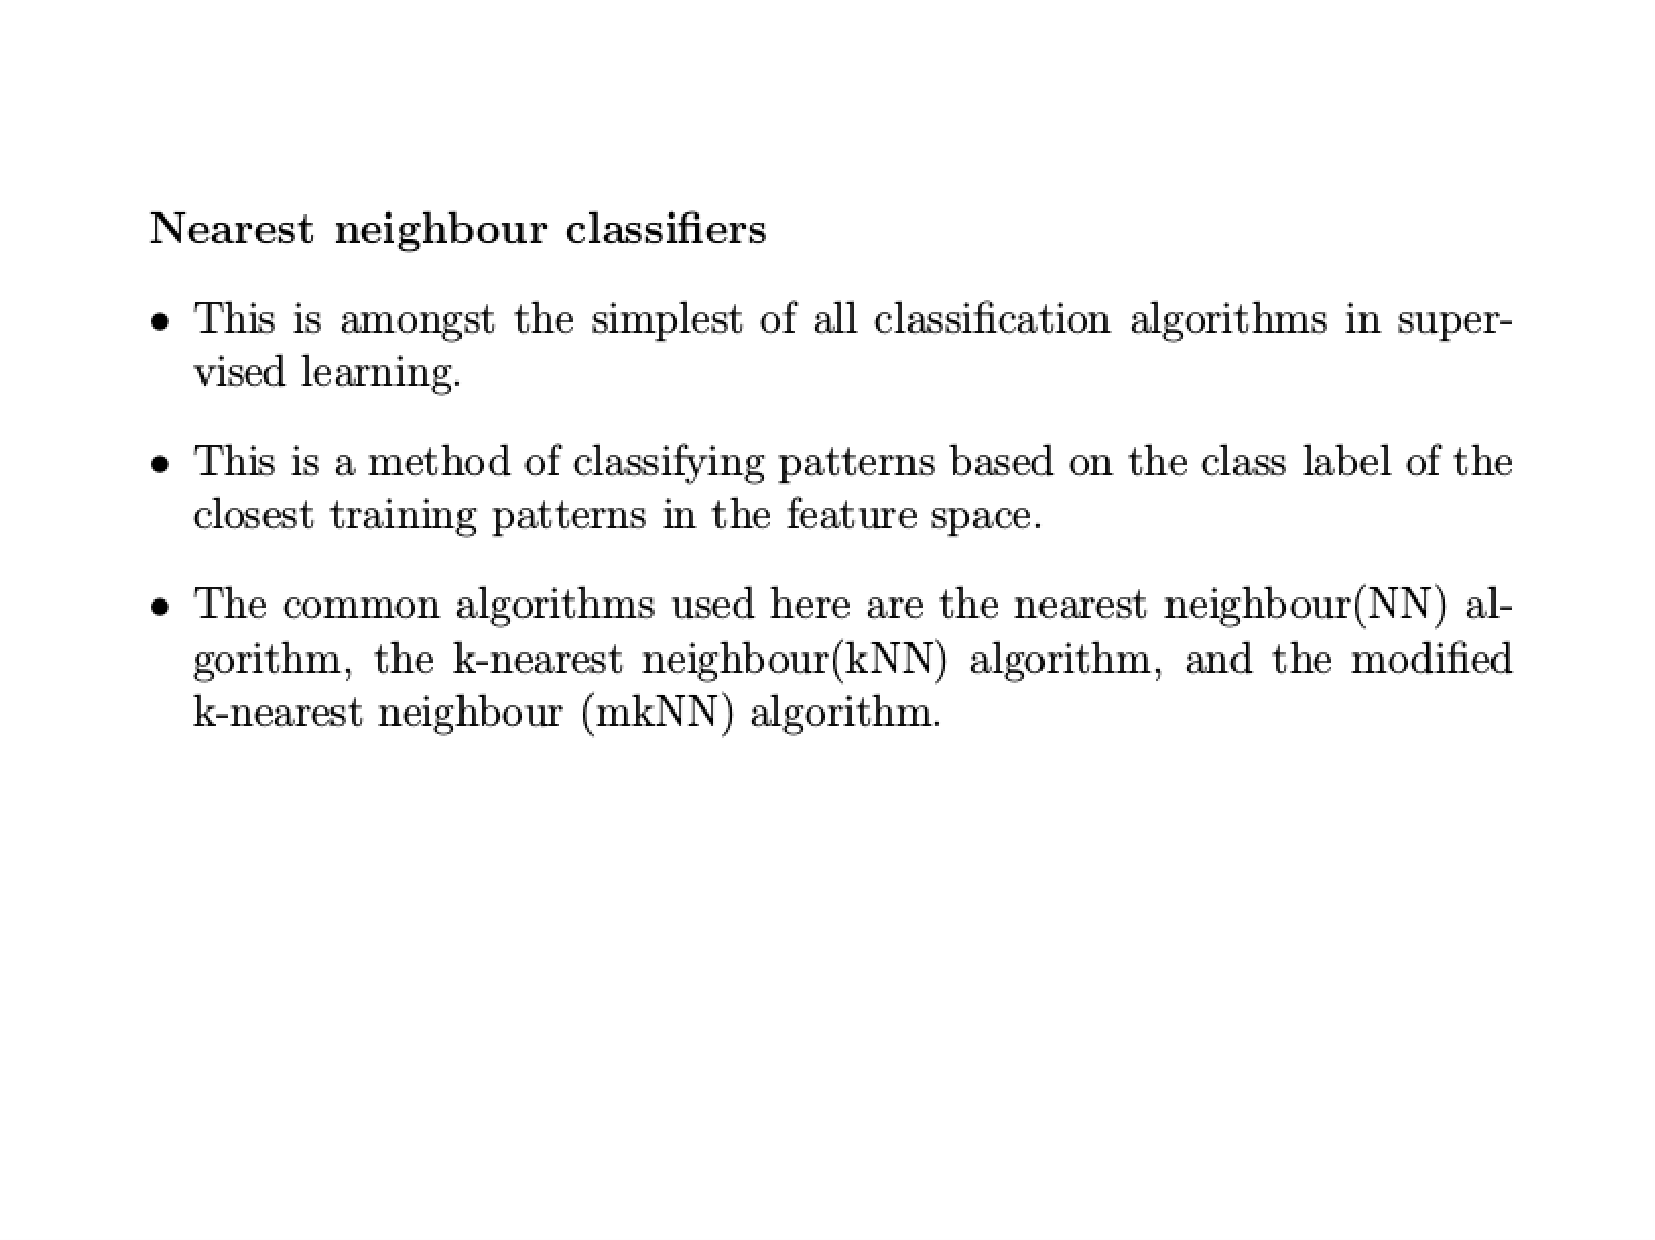 Nearest neighbour classifiers
• This is amongst the simplest of all classification algorithms in super-
vised learning.
• This is a method of classifying patterns based on the class label of the
closest training patterns in the feature space.
• The common algorithms used here are the nearest neighbour(NN) al-
gorithm, the k-nearest neighbour(kNN) algorithm, and the modified
k-nearest neighbour (mkNN) algorithm.